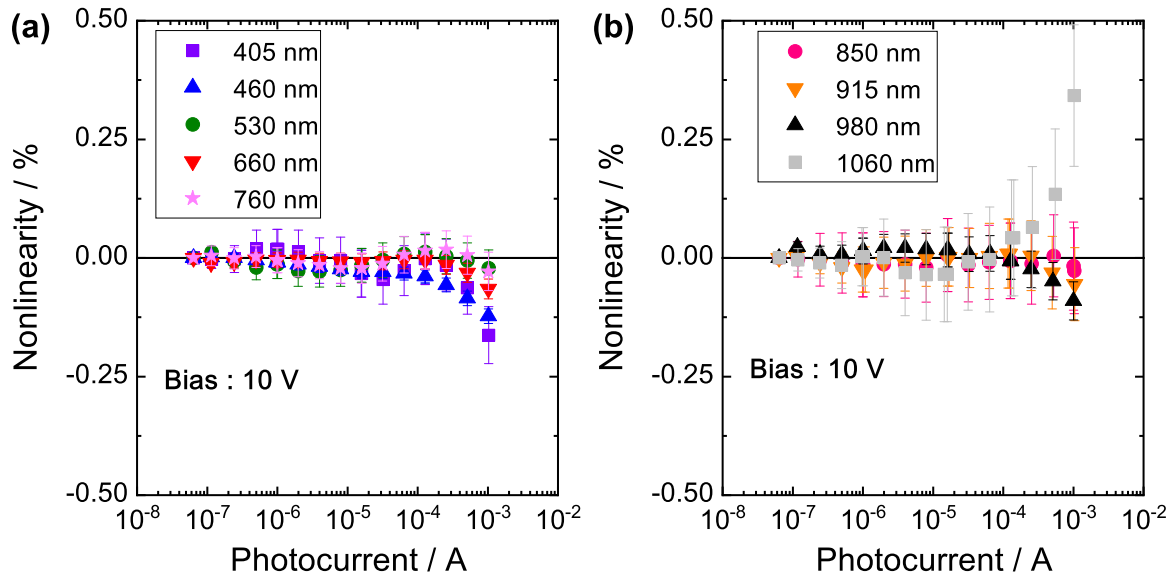 (a)
0.50
0.25
0.00
-0.25
-0.50
Nonlinearity / %
405 nm
460 nm
530 nm
660 nm
760 nm
Bias : 10 V
10⁻⁸ 10⁻⁷ 10⁻⁶ 10⁻⁵ 10⁻⁴ 10⁻³ 10⁻²
Photocurrent / A
(b)
0.50
0.25
0.00
-0.25
-0.50
Nonlinearity / %
850 nm
915 nm
980 nm
1060 nm
Bias : 10 V
10⁻⁸ 10⁻⁷ 10⁻⁶ 10⁻⁵ 10⁻⁴ 10⁻³ 10⁻²
Photocurrent / A